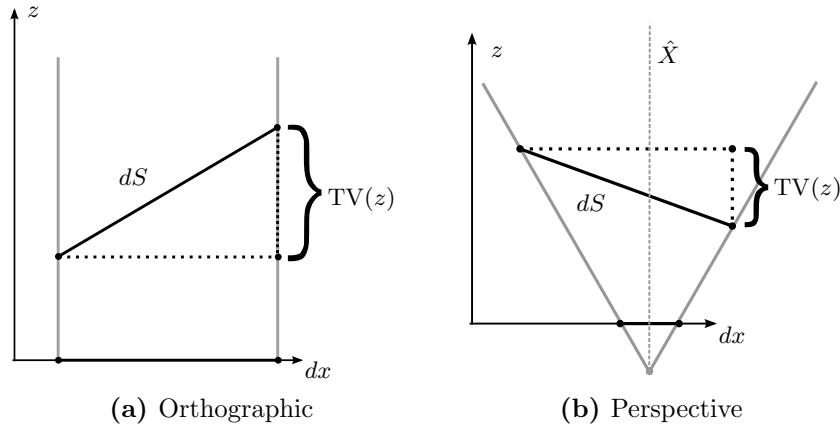 z
dS
TV(z)
dx
(a) Orthographic
z
X̂
dS
TV(z)
dx
(b) Perspective